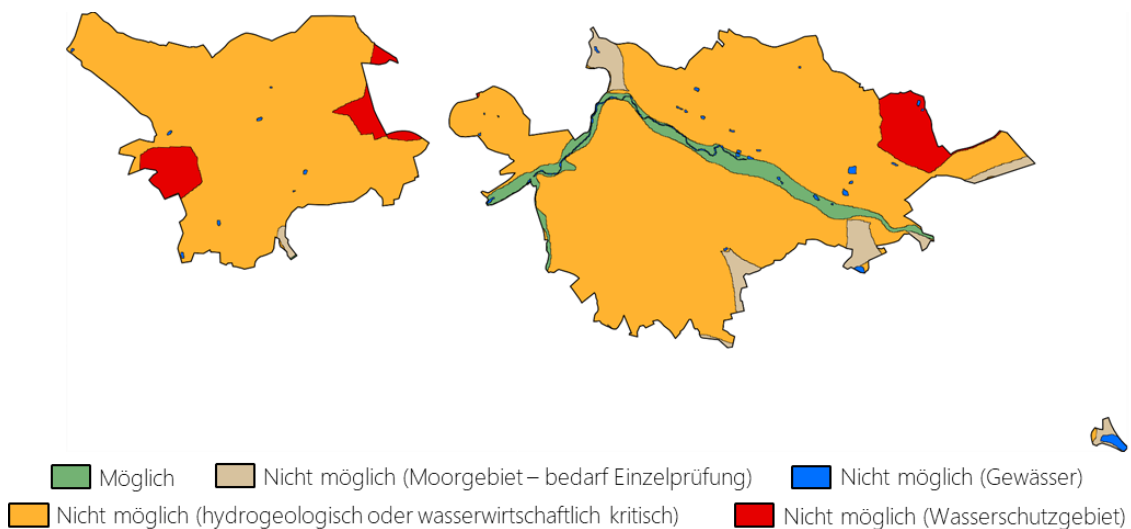 Möglich
Nicht möglich (Moorgebiet – bedarf Einzelprüfung)
Nicht möglich (Gewässer)
Nicht möglich (hydrogeologisch oder wasserwirtschaftlich kritisch)
Nicht möglich (Wasserschutzgebiet)